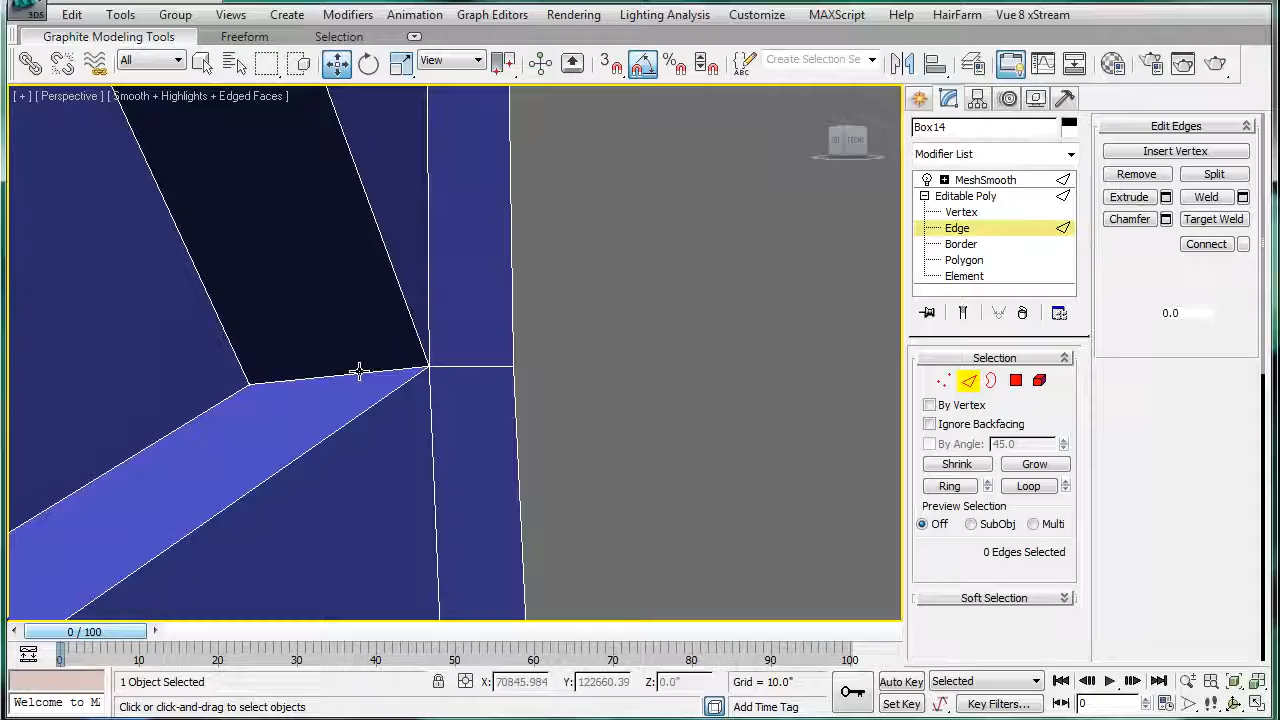 3DS Edit Tools Group Views Create Modifiers Animation Graph Editors Rendering Lighting Analysis Customize MAXScript Help HairFarm Vue 8 xStream
Graphite Modeling Tools Freeform Selection
All View 3 % ABC Create Selection Se
[ + ] [ Perspective ] [ Smooth + Highlights + Edged Faces ]
Box14
Modifier List
MeshSmooth
Editable Poly
Vertex
Edge
Border
Polygon
Element
Edit Edges
Insert Vertex
Remove Split
Extrude Weld
Chamfer Target Weld
Connect
0.0
Selection
By Vertex
Ignore Backfacing
By Angle: 45.0
Shrink Grow
Ring Loop
Preview Selection
Off SubObj Multi
0 Edges Selected
Soft Selection
0 / 100
0 10 20 30 40 50 60 70 80 90 100
1 Object Selected X: 70845.984 Y: 122660.39 Z: 0.0" Grid = 10.0" Auto Key Selected
Welcome to M Click or click-and-drag to select objects Add Time Tag Set Key Key Filters... 0